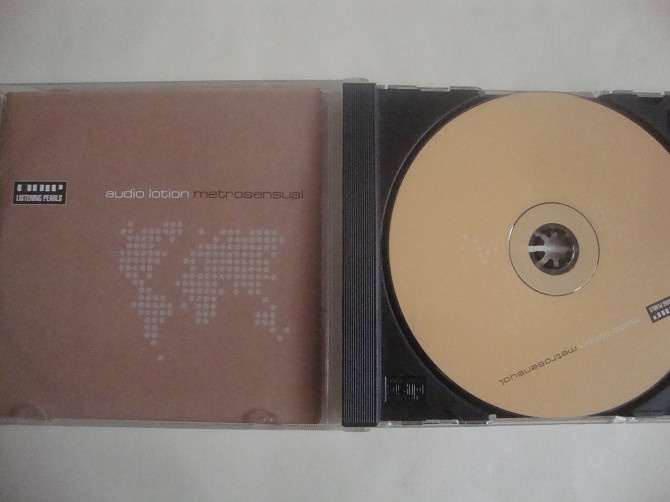 LISTENING PEARLS
audio lotion metrosensual
audio lotion metrosensual